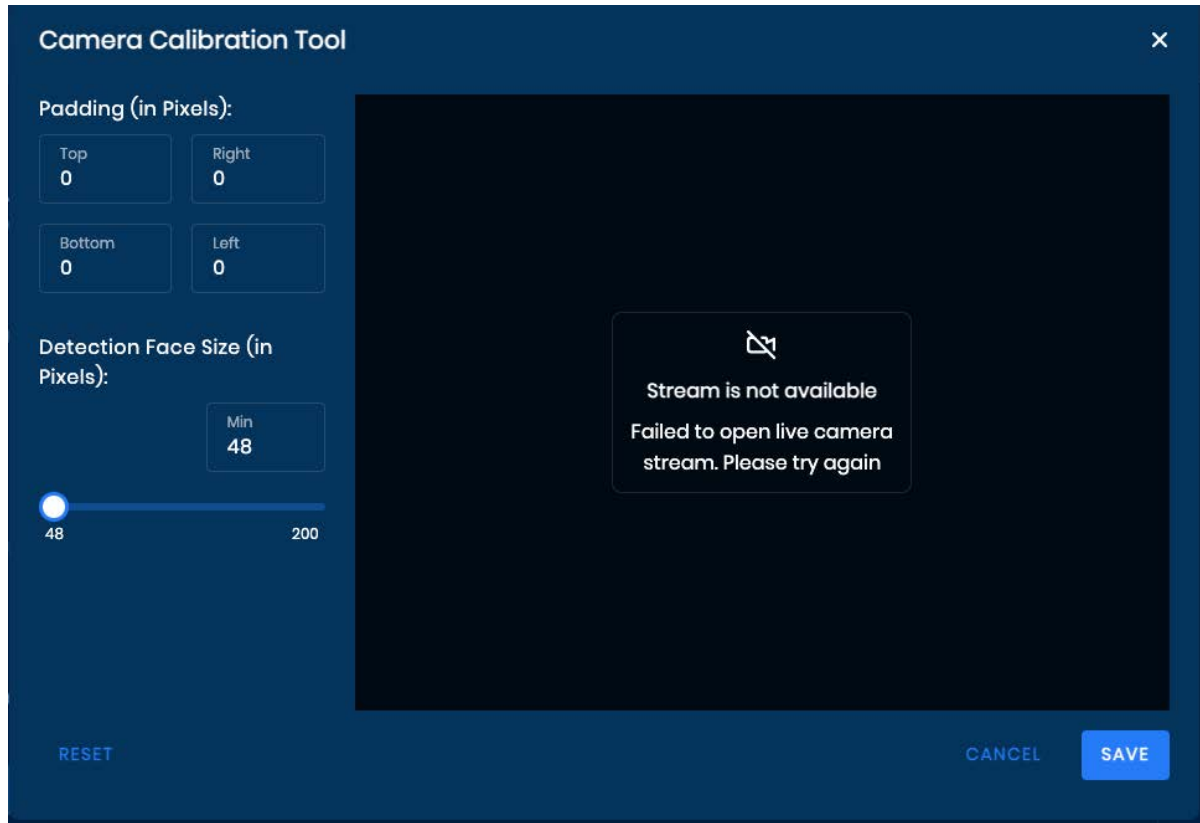 Camera Calibration Tool
Padding (in Pixels):
Top
0
Right
0
Bottom
0
Left
0
Detection Face Size (in
Pixels):
Min
48
48
200
Stream is not available
Failed to open live camera
stream. Please try again
RESET
CANCEL
SAVE